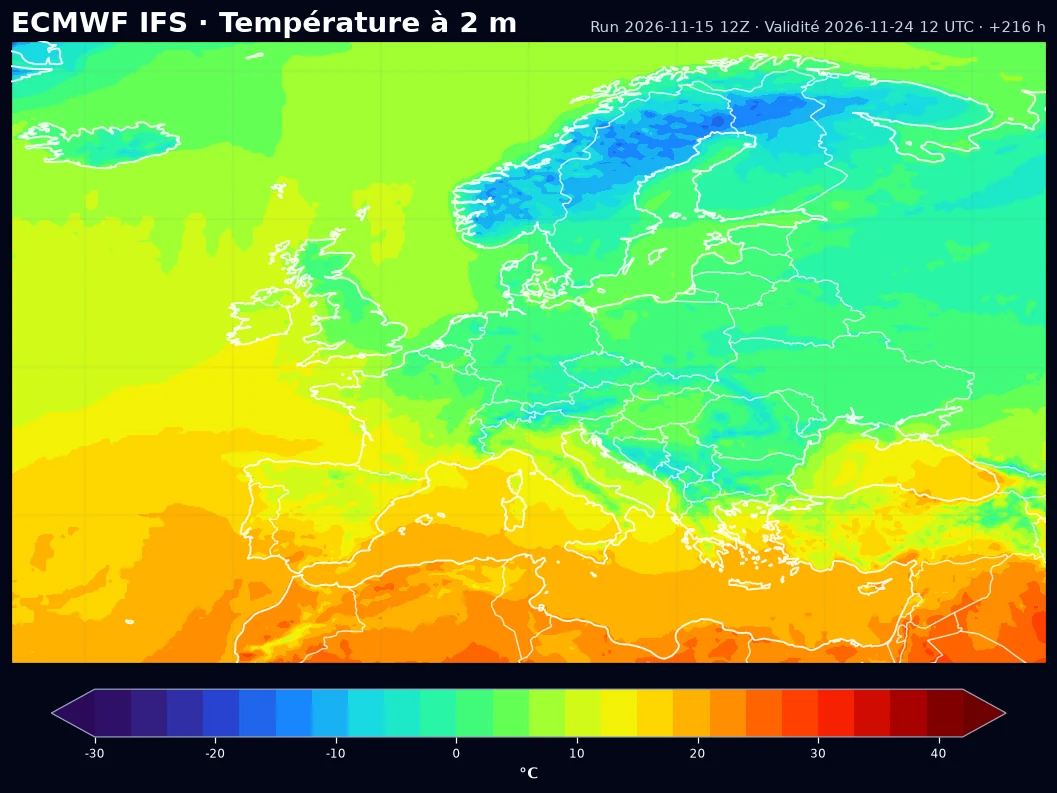 ECMWF IFS · Température à 2 m
Run 2026-11-15 12Z · Validité 2026-11-24 12 UTC · +216 h
-30 -20 -10 0 10 20 30 40
°C